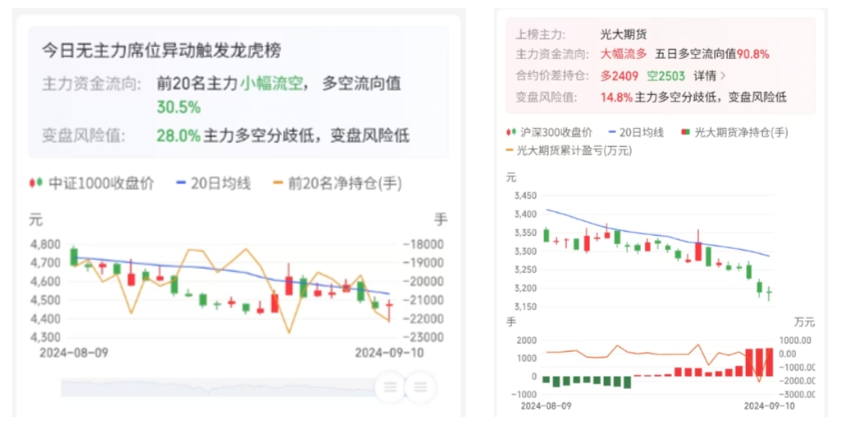 今日无主力席位异动触发龙虎榜
主力资金流向: 前20名主力小幅流空, 多空流向值
30.5%
变盘风险值: 28.0%主力多空分歧低，变盘风险低
中证1000收盘价 20日均线 前20名净持仓(手)
元 手
4,800 -18000
4,700 -19000
4,600 -20000
4,500 -21000
4,400 -22000
4,300 -23000
2024-08-09 2024-09-10
上榜主力: 光大期货
主力资金流向: 大幅流多 五日多空流向值90.8%
合约价差持仓: 多2409 空2503 详情
变盘风险值: 14.8%主力多空分歧低，变盘风险低
沪深300收盘价 20日均线 光大期货净持仓(手)
光大期货累计盈亏(万元)
元
3,450
3,400
3,350
3,300
3,250
3,200
3,150
手 万元
2000 1000.00
1000 0.00
0 -1000.00
-1000 -2000.00
-3000.00
2024-08-09 2024-09-10